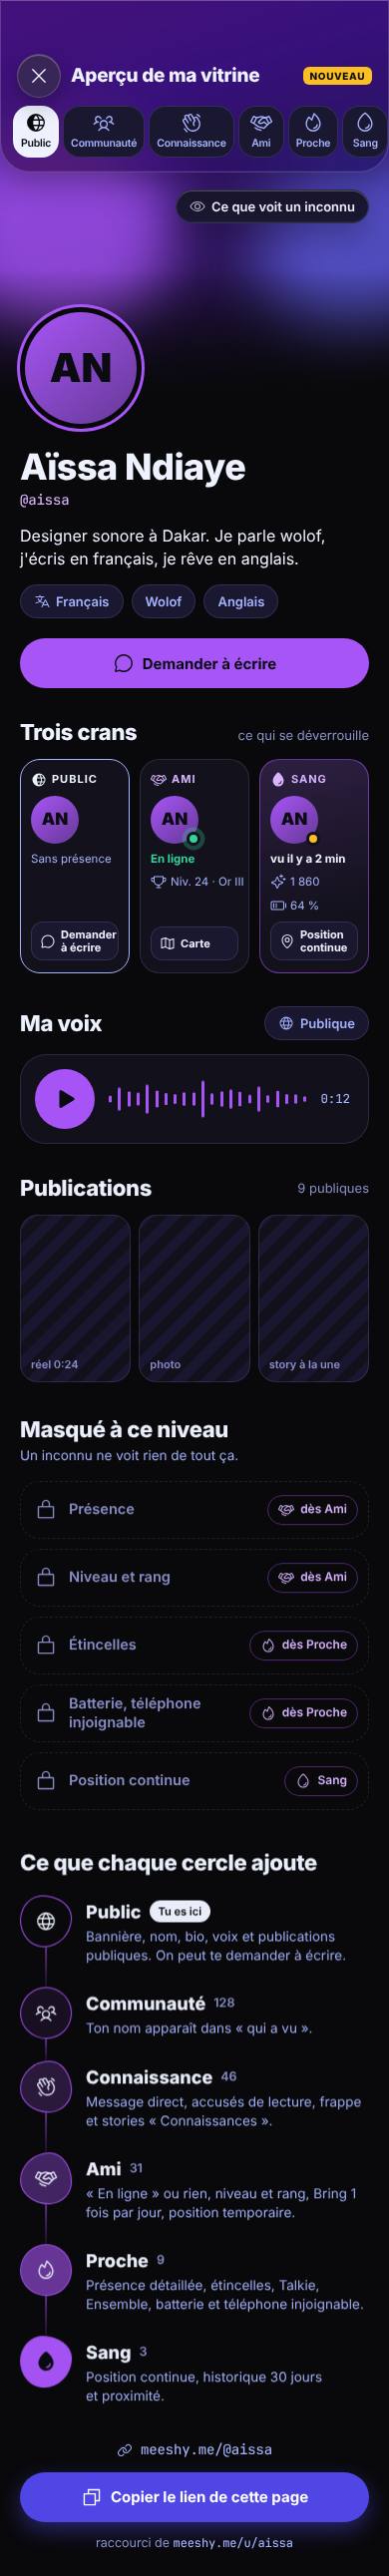 Aperçu de ma vitrine
NOUVEAU
Public
Communauté
Connaissance
Ami
Proche
Sang
Ce que voit un inconnu
AN
Aïssa Ndiaye
@aissa
Designer sonore à Dakar. Je parle wolof,
j'écris en français, je rêve en anglais.
Français
Wolof
Anglais
Demander à écrire
Trois crans
ce qui se déverrouille
PUBLIC
AN
Sans présence
Demander
à écrire
AMI
AN
En ligne
Niv. 24 · Or III
Carte
SANG
AN
vu il y a 2 min
1 860
64 %
Position
continue
Ma voix
Publique
0:12
Publications
9 publiques
réel 0:24
photo
story à la une
Masqué à ce niveau
Un inconnu ne voit rien de tout ça.
Présence
dès Ami
Niveau et rang
dès Ami
Étincelles
dès Proche
Batterie, téléphone
injoignable
dès Proche
Position continue
Sang
Ce que chaque cercle ajoute
Public Tu es ici
Bannière, nom, bio, voix et publications
publiques. On peut te demander à écrire.
Communauté 128
Ton nom apparaît dans « qui a vu ».
Connaissance 46
Message direct, accusés de lecture, frappe
et stories « Connaissances ».
Ami 31
« En ligne » ou rien, niveau et rang, Bring 1
fois par jour, position temporaire.
Proche 9
Présence détaillée, étincelles, Talkie,
Ensemble, batterie et téléphone injoignable.
Sang 3
Position continue, historique 30 jours
et proximité.
meeshy.me/@aissa
Copier le lien de cette page
raccourci de meeshy.me/u/aissa